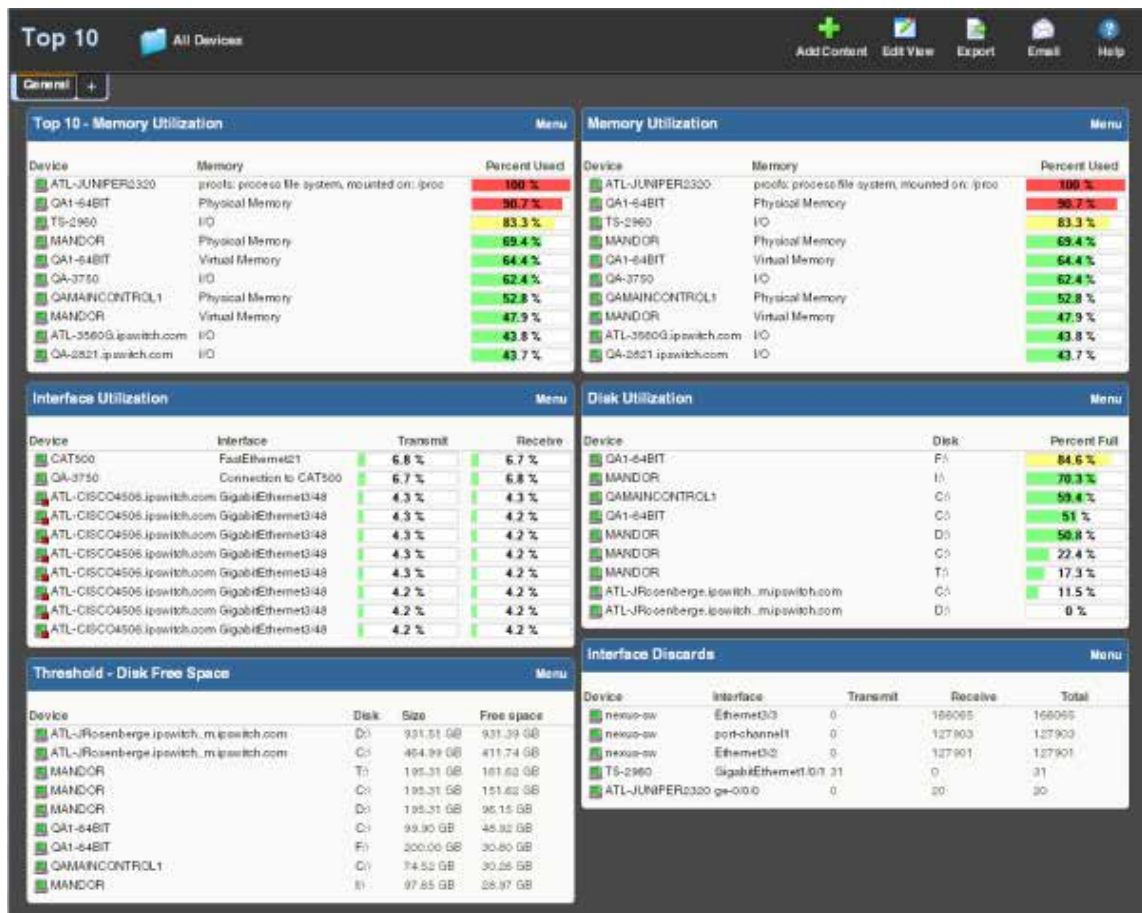 Top 10 All Devices Add Content Edit View Export Email Help
General +
Top 10 - Memory Utilization Menu
Device Memory Percent Used
ATL-JUNIPER2320 procfs: process file system, mounted on: /proc 100 %
QA1-64BIT Physical Memory 90.7 %
TS-2960 I/O 83.3 %
MANDOR Physical Memory 69.4 %
QA1-64BIT Virtual Memory 64.4 %
QA-3750 I/O 62.4 %
QAMAINCONTROL1 Physical Memory 52.8 %
MANDOR Virtual Memory 47.9 %
ATL-3560G.ipswitch.com I/O 43.8 %
QA-2821.ipswitch.com I/O 43.7 %
Memory Utilization Menu
Device Memory Percent Used
ATL-JUNIPER2320 procfs: process file system, mounted on: /proc 100 %
QA1-64BIT Physical Memory 90.7 %
TS-2960 I/O 83.3 %
MANDOR Physical Memory 69.4 %
QA1-64BIT Virtual Memory 64.4 %
QA-3750 I/O 62.4 %
QAMAINCONTROL1 Physical Memory 52.8 %
MANDOR Virtual Memory 47.9 %
ATL-3560G.ipswitch.com I/O 43.8 %
QA-2821.ipswitch.com I/O 43.7 %
Interface Utilization Menu
Device Interface Transmit Receive
CAT500 FastEthernet21 6.8 % 6.7 %
QA-3750 Connection to CAT500 6.7 % 6.8 %
ATL-CISCO4506.ipswitch.com GigabitEthernet3/48 4.3 % 4.3 %
ATL-CISCO4506.ipswitch.com GigabitEthernet3/48 4.3 % 4.2 %
ATL-CISCO4506.ipswitch.com GigabitEthernet3/48 4.3 % 4.2 %
ATL-CISCO4506.ipswitch.com GigabitEthernet3/48 4.3 % 4.2 %
ATL-CISCO4506.ipswitch.com GigabitEthernet3/48 4.3 % 4.2 %
ATL-CISCO4506.ipswitch.com GigabitEthernet3/48 4.2 % 4.2 %
ATL-CISCO4506.ipswitch.com GigabitEthernet3/48 4.2 % 4.2 %
ATL-CISCO4506.ipswitch.com GigabitEthernet3/48 4.2 % 4.2 %
Disk Utilization Menu
Device Disk Percent Full
QA1-64BIT F:\ 84.6 %
MANDOR I:\ 70.3 %
QAMAINCONTROL1 C:\ 59.4 %
QA1-64BIT C:\ 51 %
MANDOR D:\ 50.8 %
MANDOR C:\ 22.4 %
MANDOR T:\ 17.3 %
ATL-JRosenberge.ipswitch_m.ipswitch.com C:\ 11.5 %
ATL-JRosenberge.ipswitch_m.ipswitch.com D:\ 0 %
Threshold - Disk Free Space Menu
Device Disk Size Free space
ATL-JRosenberge.ipswitch_m.ipswitch.com D:\ 931.51 GB 931.39 GB
ATL-JRosenberge.ipswitch_m.ipswitch.com C:\ 464.99 GB 411.74 GB
MANDOR T:\ 195.31 GB 161.62 GB
MANDOR C:\ 195.31 GB 151.62 GB
MANDOR D:\ 195.31 GB 96.15 GB
QA1-64BIT C:\ 99.90 GB 48.92 GB
QA1-64BIT F:\ 200.00 GB 30.80 GB
QAMAINCONTROL1 C:\ 74.52 GB 30.26 GB
MANDOR I:\ 97.65 GB 28.97 GB
Interface Discards Menu
Device Interface Transmit Receive Total
nexus-sw Ethernet3/3 0 166065 166065
nexus-sw port-channel1 0 127903 127903
nexus-sw Ethernet3/2 0 127901 127901
TS-2960 GigabitEthernet1/0/1 31 0 31
ATL-JUNIPER2320 ge-0/0/0 0 20 20